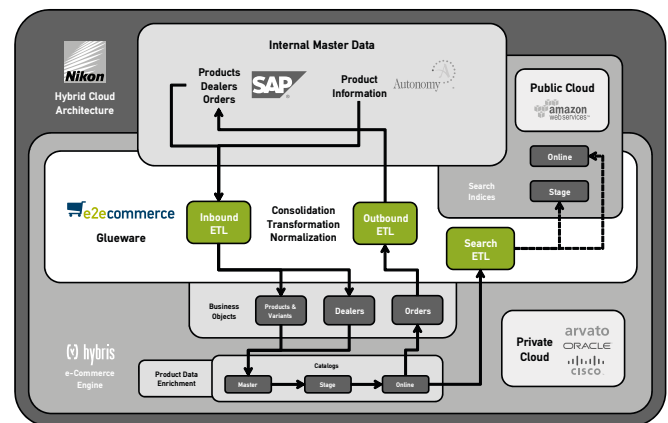 Nikon
Hybrid Cloud
Architecture
Internal Master Data
Products
Dealers
Orders
SAP®
Product
Information
Autonomy
Public Cloud
amazon
web services™
Online
Stage
Search
Indices
e2ecommerce
Glueware
Inbound
ETL
Consolidation
Transformation
Normalization
Outbound
ETL
Search
ETL
Business
Objects
Products &
Variants
Dealers
Orders
(y) hybris
e-Commerce
Engine
Product Data
Enrichment
Catalogs
Master
Stage
Online
Private
Cloud
arvato
ORACLE
CISCO